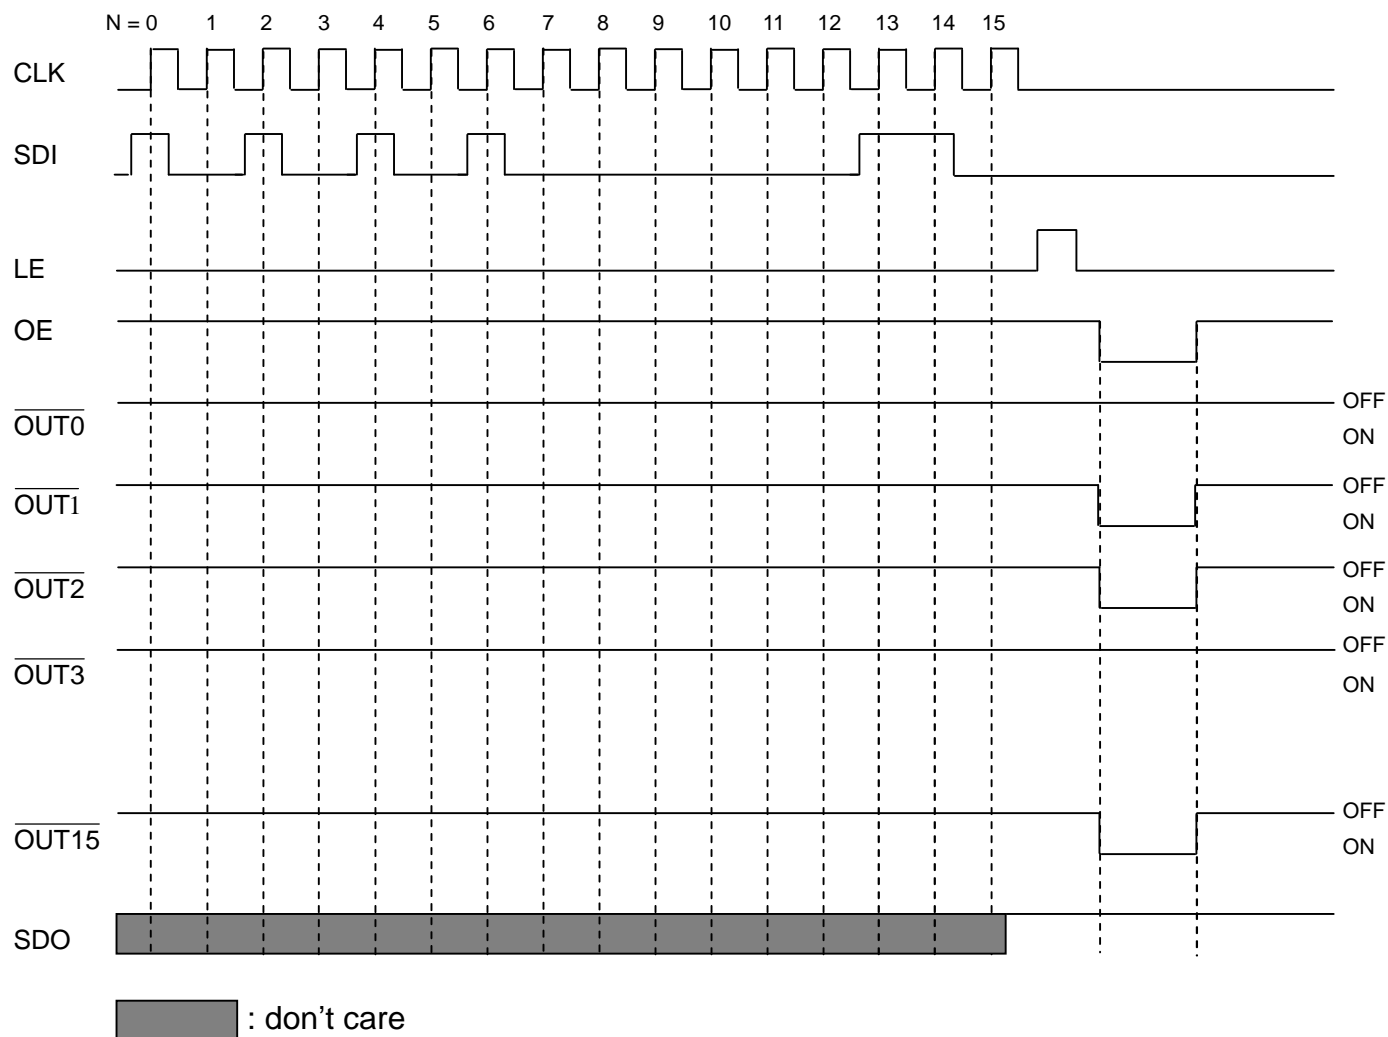 N = 0 1 2 3 4 5 6 7 8 9 10 11 12 13 14 15
CLK
SDI
LE
OE
OUT0
OFF
ON
OUT1
OFF
ON
OUT2
OFF
ON
OUT3
OFF
ON
OUT15
OFF
ON
SDO
: don't care